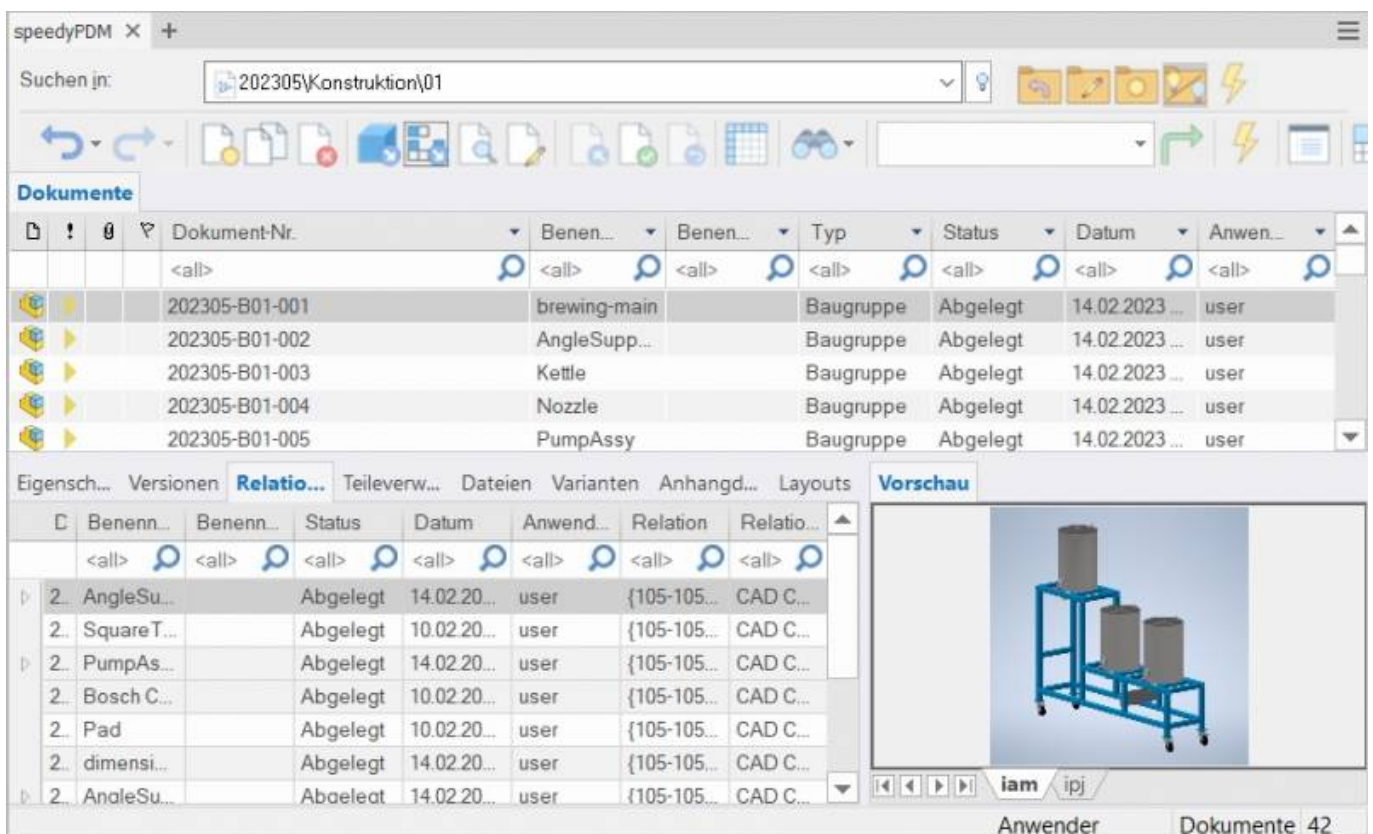 speedyPDM
Suchen in: 202305\Konstruktion\01
Dokumente
Dokument-Nr. Benen... Benen... Typ Status Datum Anwen...
<all> <all> <all> <all> <all> <all> <all>
202305-B01-001 brewing-main Baugruppe Abgelegt 14.02.2023 ... user
202305-B01-002 AngleSupp... Baugruppe Abgelegt 14.02.2023 ... user
202305-B01-003 Kettle Baugruppe Abgelegt 14.02.2023 ... user
202305-B01-004 Nozzle Baugruppe Abgelegt 14.02.2023 ... user
202305-B01-005 PumpAssy Baugruppe Abgelegt 14.02.2023 ... user
Eigensch... Versionen Relatio... Teileverw... Dateien Varianten Anhangd... Layouts Vorschau
Benenn... Benenn... Status Datum Anwend... Relation Relatio...
<all> <all> <all> <all> <all> <all> <all>
2... AngleSu... Abgelegt 14.02.20... user {105-105... CAD C...
2... SquareT... Abgelegt 10.02.20... user {105-105... CAD C...
2... PumpAs... Abgelegt 14.02.20... user {105-105... CAD C...
2... Bosch C... Abgelegt 10.02.20... user {105-105... CAD C...
2... Pad Abgelegt 10.02.20... user {105-105... CAD C...
2... dimensi... Abgelegt 14.02.20... user {105-105... CAD C...
2... AngleSu... Abgelegt 14.02.20... user {105-105... CAD C...
iam ipj
Anwender Dokumente 42